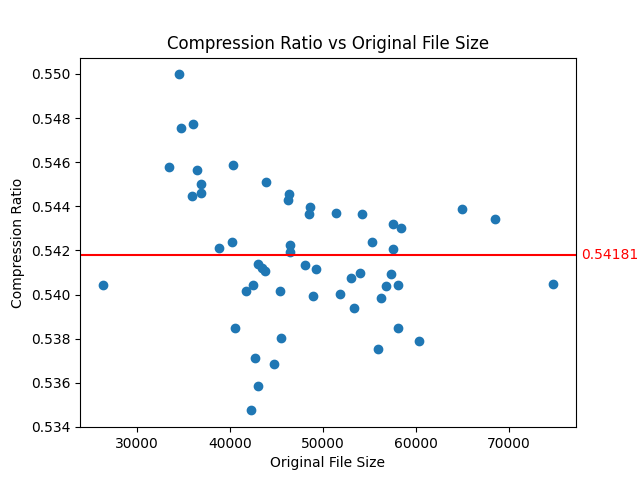 Compression Ratio vs Original File Size
Compression Ratio
0.550
0.548
0.546
0.544
0.542
0.540
0.538
0.536
0.534
0.54181
30000 40000 50000 60000 70000
Original File Size